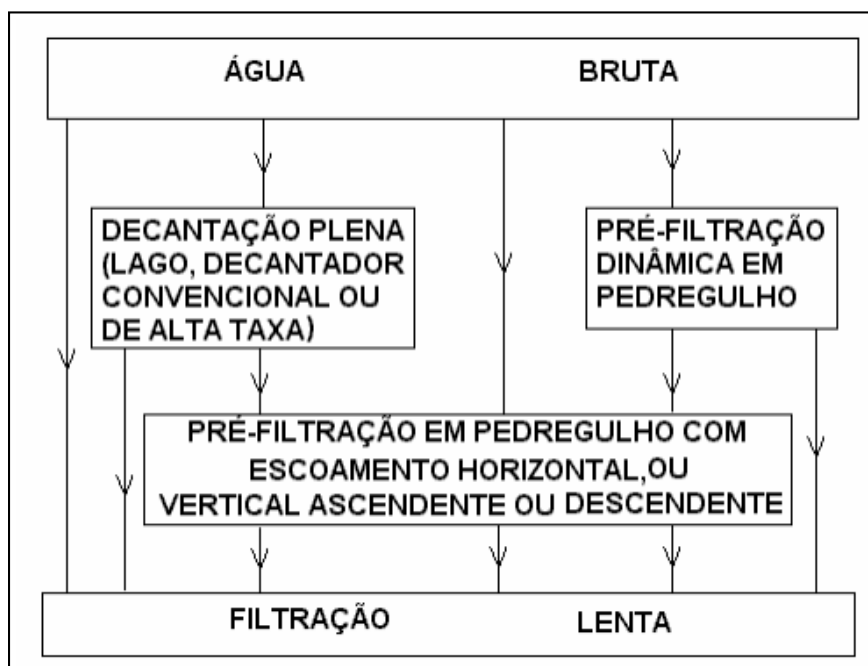 ÁGUA BRUTA
DECANTAÇÃO PLENA
(LAGO, DECANTADOR
CONVENCIONAL OU
DE ALTA TAXA)
PRÉ-FILTRAÇÃO
DINÂMICA EM
PEDREGULHO
PRÉ-FILTRAÇÃO EM PEDREGULHO COM
ESCOAMENTO HORIZONTAL,OU
VERTICAL ASCENDENTE OU DESCENDENTE
FILTRAÇÃO LENTA